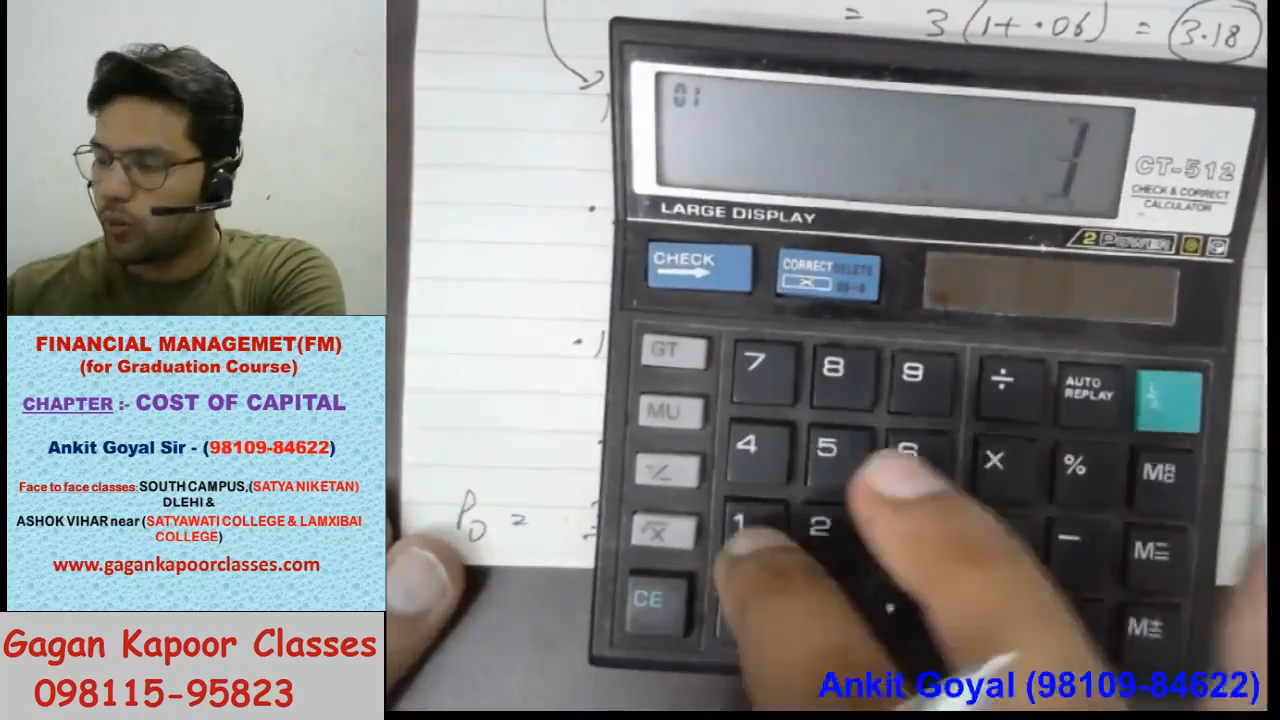 = 3 (1+ .06) = 3.18
01
CT-512
CHECK & CORRECT
CALCULATOR
LARGE DISPLAY
2 POWER
CHECK
CORRECT DELETE
GT
7 8 9 ÷
AUTO
REPLAY
MU
4 5 6 × %
√x
1 2 −
CE
.
P0 =
FINANCIAL MANAGEMET(FM)
(for Graduation Course)
CHAPTER :- COST OF CAPITAL
Ankit Goyal Sir - (98109-84622)
Face to face classes: SOUTH CAMPUS,(SATYA NIKETAN)
DLEHI &
ASHOK VIHAR near (SATYAWATI COLLEGE & LAMXIBAI
COLLEGE)
www.gagankapoorclasses.com
Gagan Kapoor Classes
098115-95823
Ankit Goyal (98109-84622)